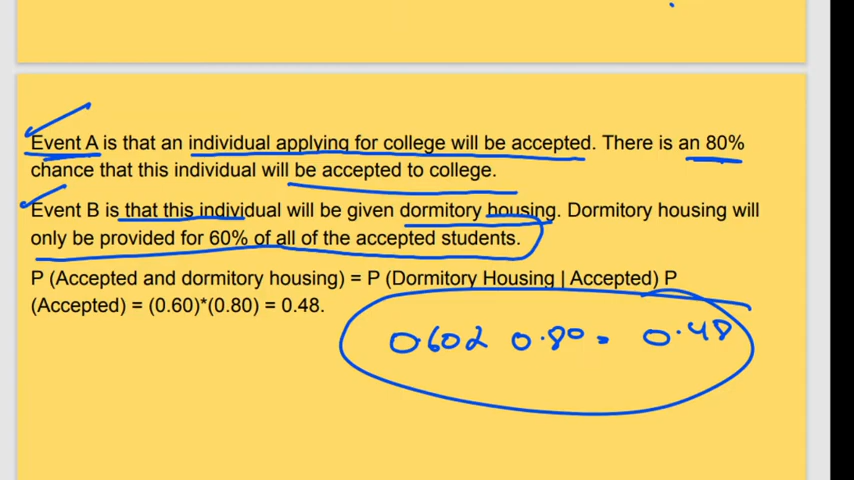 Event A is that an individual applying for college will be accepted. There is an 80%
chance that this individual will be accepted to college.
Event B is that this individual will be given dormitory housing. Dormitory housing will
only be provided for 60% of all of the accepted students.
P (Accepted and dormitory housing) = P (Dormitory Housing | Accepted) P
(Accepted) = (0.60)*(0.80) = 0.48.
0.60 0.80 = 0.48